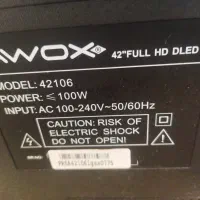 WOX
42"FULL HD DLED
MODEL: 42106
POWER: ≤100W
INPUT: AC 100-240V~50/60Hz
CAUTION: RISK OF
ELECTRIC SHOCK
DO NOT OPEN!